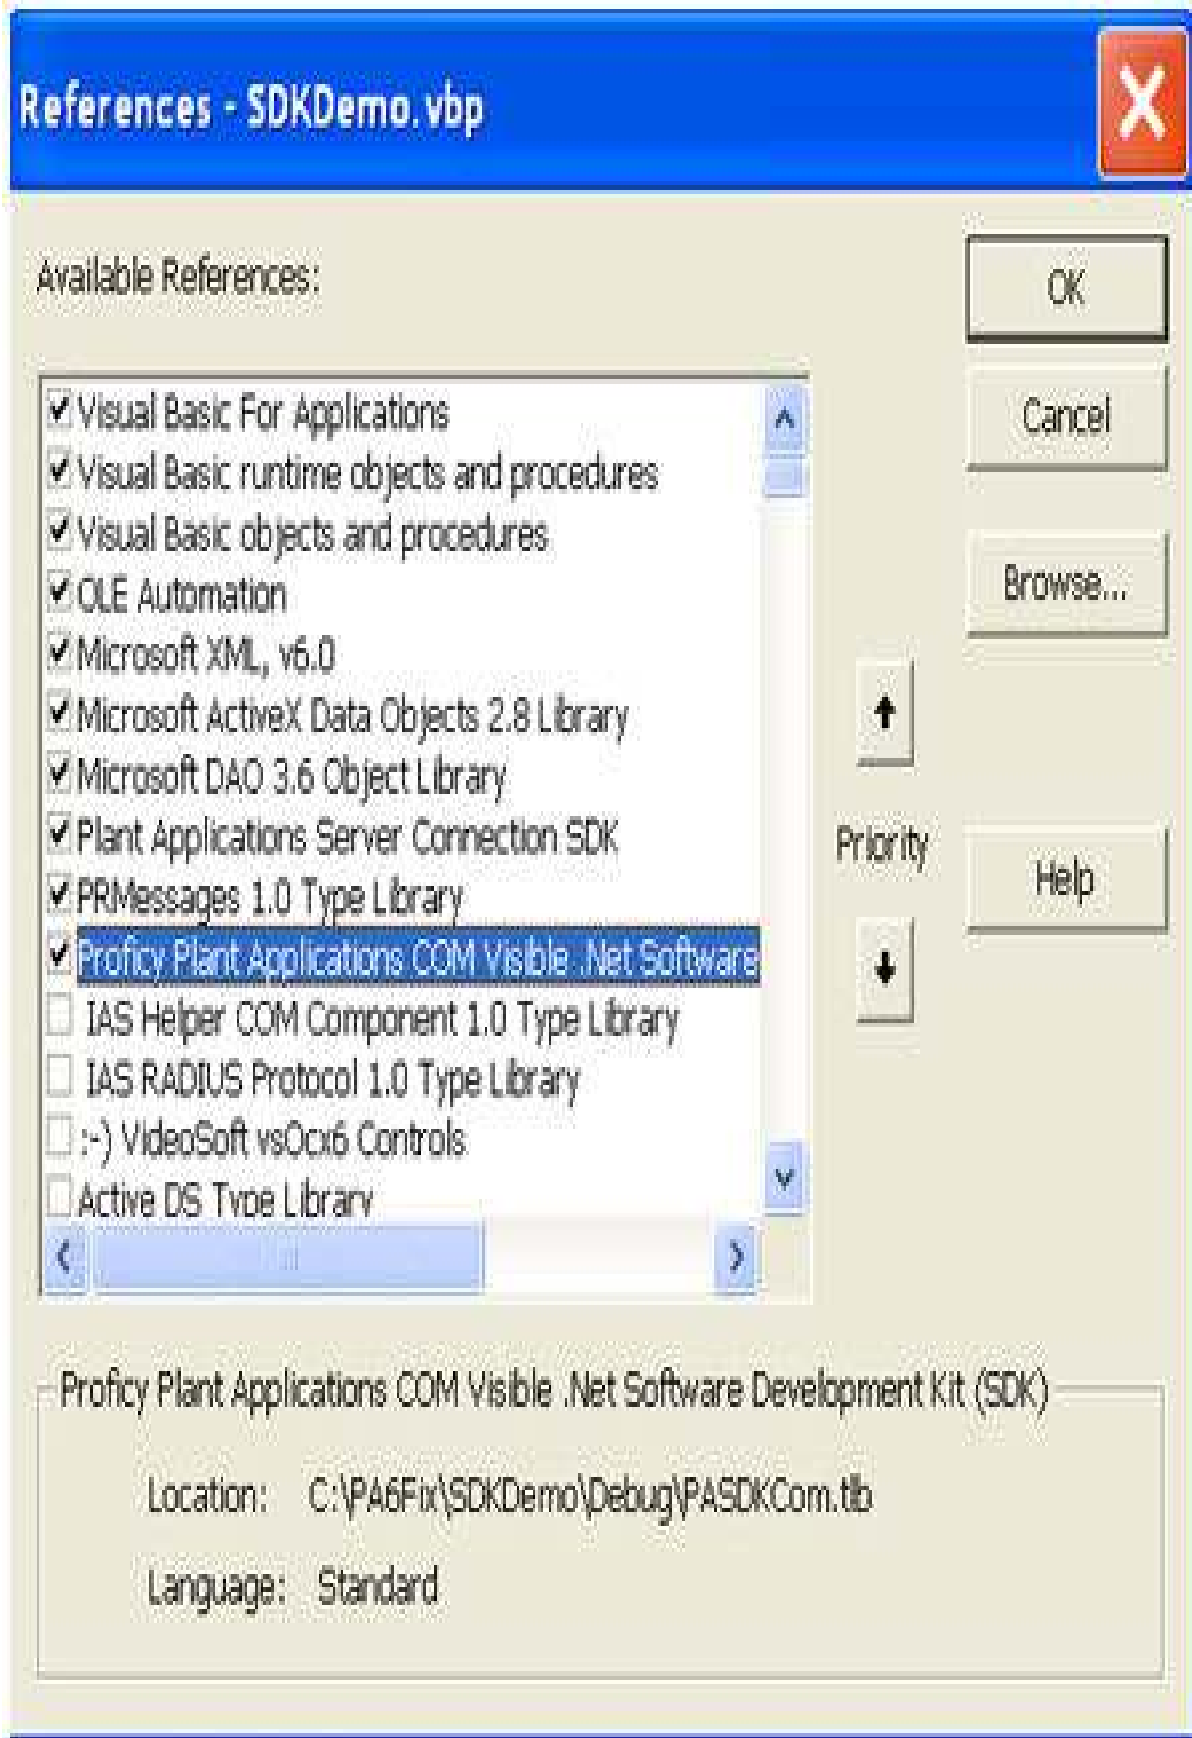 References - SDKDemo.vbp
Available References:
OK
Cancel
Browse...
Help
Priority
Visual Basic For Applications
Visual Basic runtime objects and procedures
Visual Basic objects and procedures
OLE Automation
Microsoft XML, v6.0
Microsoft ActiveX Data Objects 2.8 Library
Microsoft DAO 3.6 Object Library
Plant Applications Server Connection SDK
PRMessages 1.0 Type Library
Proficy Plant Applications COM Visible .Net Software
IAS Helper COM Component 1.0 Type Library
IAS RADIUS Protocol 1.0 Type Library
:-) VideoSoft vsOcx6 Controls
Active DS Type Library
Proficy Plant Applications COM Visible .Net Software Development Kit (SDK)
Location: C:\PA6Fix\SDKDemo\Debug\PASDKCom.tlb
Language: Standard